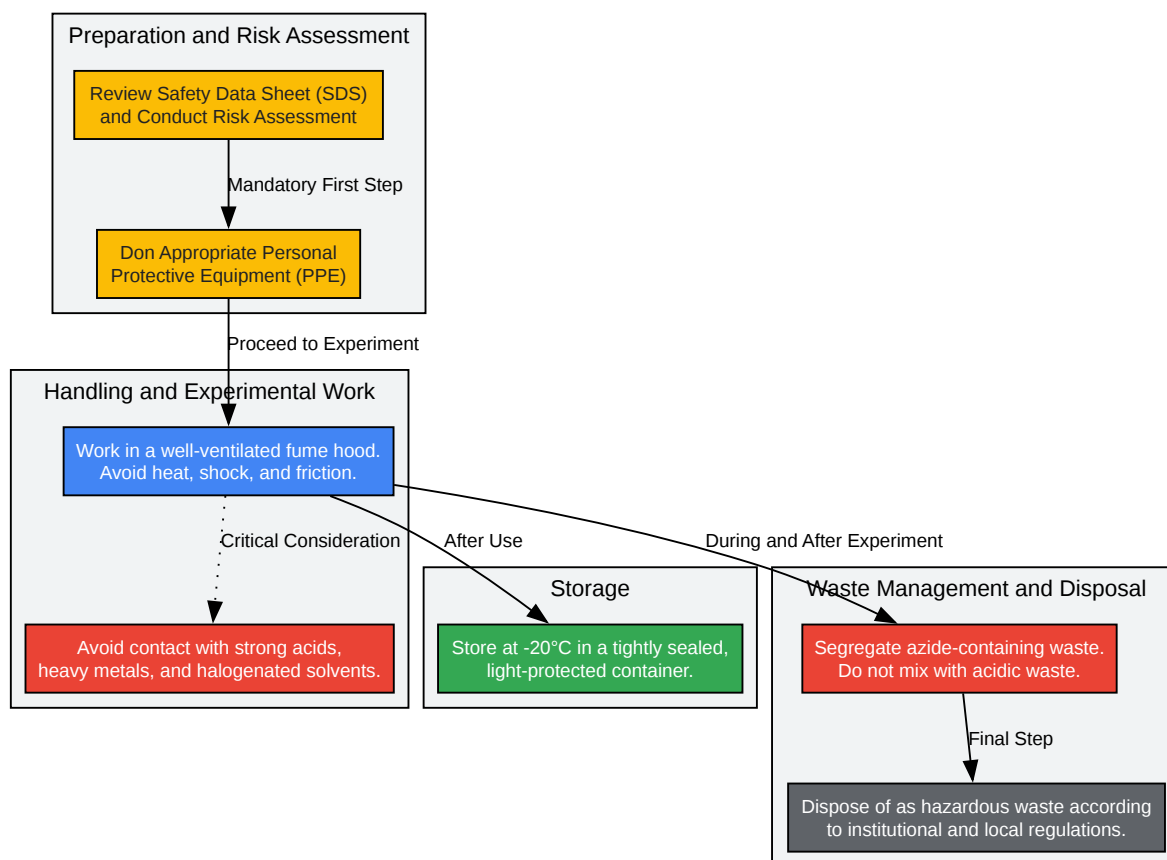 Preparation and Risk Assessment
Review Safety Data Sheet (SDS)
and Conduct Risk Assessment
Mandatory First Step
Don Appropriate Personal
Protective Equipment (PPE)
Proceed to Experiment
Handling and Experimental Work
Work in a well-ventilated fume hood.
Avoid heat, shock, and friction.
Critical Consideration
After Use
During and After Experiment
Avoid contact with strong acids,
heavy metals, and halogenated solvents.
Storage
Store at -20°C in a tightly sealed,
light-protected container.
Waste Management and Disposal
Segregate azide-containing waste.
Do not mix with acidic waste.
Final Step
Dispose of as hazardous waste according
to institutional and local regulations.